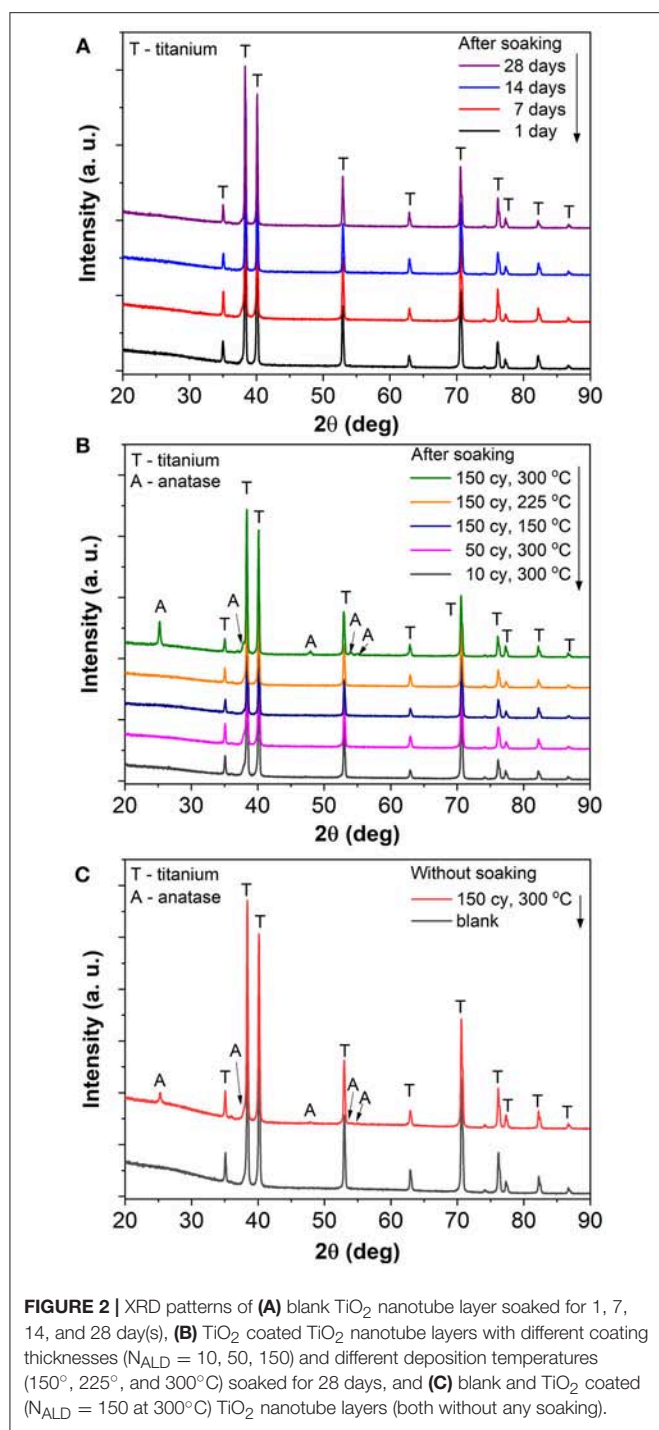 A
T - titanium
After soaking
28 days
14 days
7 days
1 day
T
T
T
T
T
T
T
T
T
T
Intensity (a. u.)
20 30 40 50 60 70 80 90
2θ (deg)
B
T - titanium
A - anatase
After soaking
150 cy, 300 °C
150 cy, 225 °C
150 cy, 150 °C
50 cy, 300 °C
10 cy, 300 °C
T
T
A
T
A
T
A
A
A
T
T
T
T
T
T
Intensity (a. u.)
20 30 40 50 60 70 80 90
2θ (deg)
C
T - titanium
A - anatase
Without soaking
150 cy, 300 °C
blank
T
T
A
T
A
T
A
A
A
T
T
T
T
T
T
Intensity (a. u.)
20 30 40 50 60 70 80 90
2θ (deg)
FIGURE 2 | XRD patterns of (A) blank TiO2 nanotube layer soaked for 1, 7,
14, and 28 day(s), (B) TiO2 coated TiO2 nanotube layers with different coating
thicknesses (NALD = 10, 50, 150) and different deposition temperatures
(150°, 225°, and 300°C) soaked for 28 days, and (C) blank and TiO2 coated
(NALD = 150 at 300°C) TiO2 nanotube layers (both without any soaking).